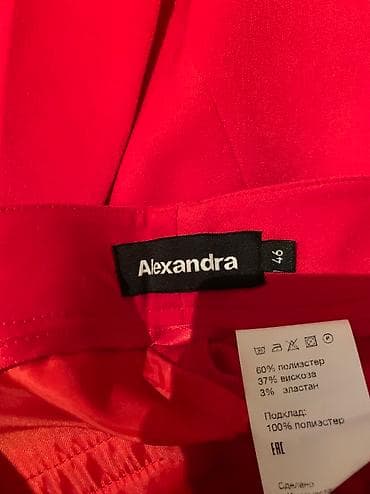 Alexandra
46
60% полиэстер
37% вискоза
3% эластан
Подклад:
100% полиэстер
EAC
Сделано